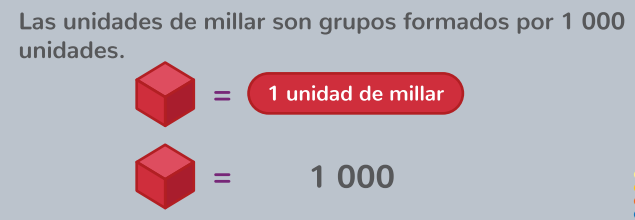 Las unidades de millar son grupos formados por 1 000
unidades.
= 1 unidad de millar
= 1 000